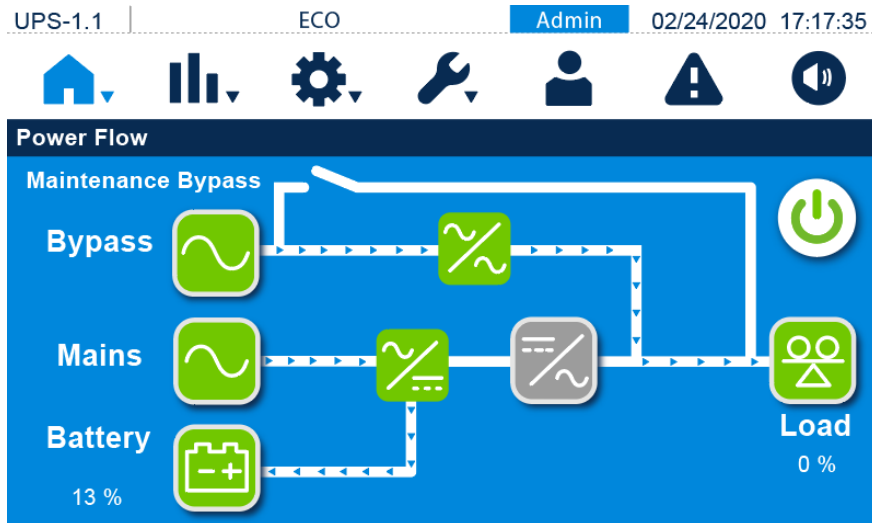 UPS-1.1 ECO Admin 02/24/2020 17:17:35
Power Flow
Maintenance Bypass
Bypass
Mains
Battery
13 %
Load
0 %